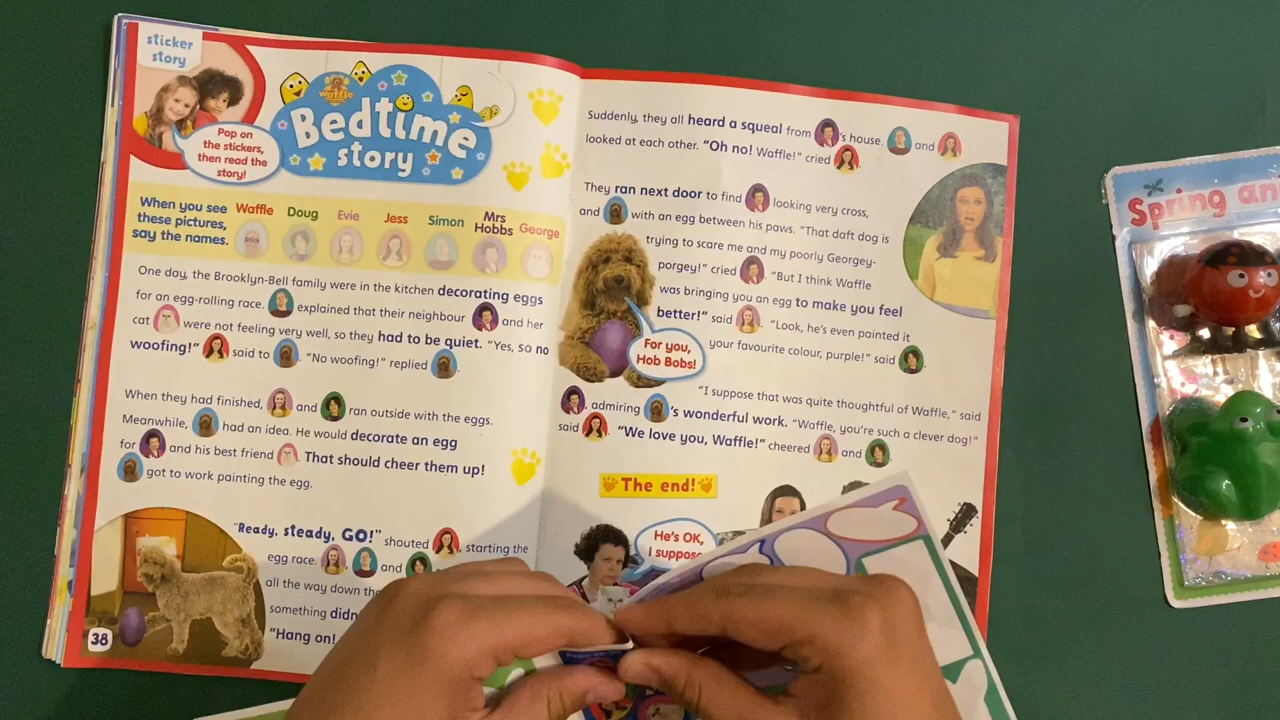 sticker
story
Pop on
the stickers,
then read the
story!
waffle
Bedtime
story
When you see
these pictures,
say the names.
Waffle
Doug
Evie
Jess
Simon
Mrs
Hobbs
George
Stick
One day, the Brooklyn-Bell family were in the kitchen decorating eggs
for an egg-rolling race. explained that their neighbour and her
cat were not feeling very well, so they had to be quiet. "Yes, so no
woofing!" said to . "No woofing!" replied .
When they had finished, and ran outside with the eggs.
Meanwhile, had an idea. He would decorate an egg
for and his best friend . That should cheer them up!
got to work painting the egg.
"Ready, steady, GO!" shouted , starting the
egg race. , and
all the way down the
something didn
"Hang on!
38
Suddenly, they all heard a squeal from 's house. and
looked at each other. "Oh no! Waffle!" cried
They ran next door to find looking very cross,
and with an egg between his paws. "That daft dog is
trying to scare me and my poorly Georgey-
porgey!" cried . "But I think Waffle
was bringing you an egg to make you feel
better!" said . "Look, he's even painted it
your favourite colour, purple!" said .
For you,
Hob Bobs!
"I suppose that was quite thoughtful of Waffle," said
, admiring 's wonderful work. "Waffle, you're such a clever dog!"
said . "We love you, Waffle!" cheered and .
The end!
He's OK,
I suppose
Spring an